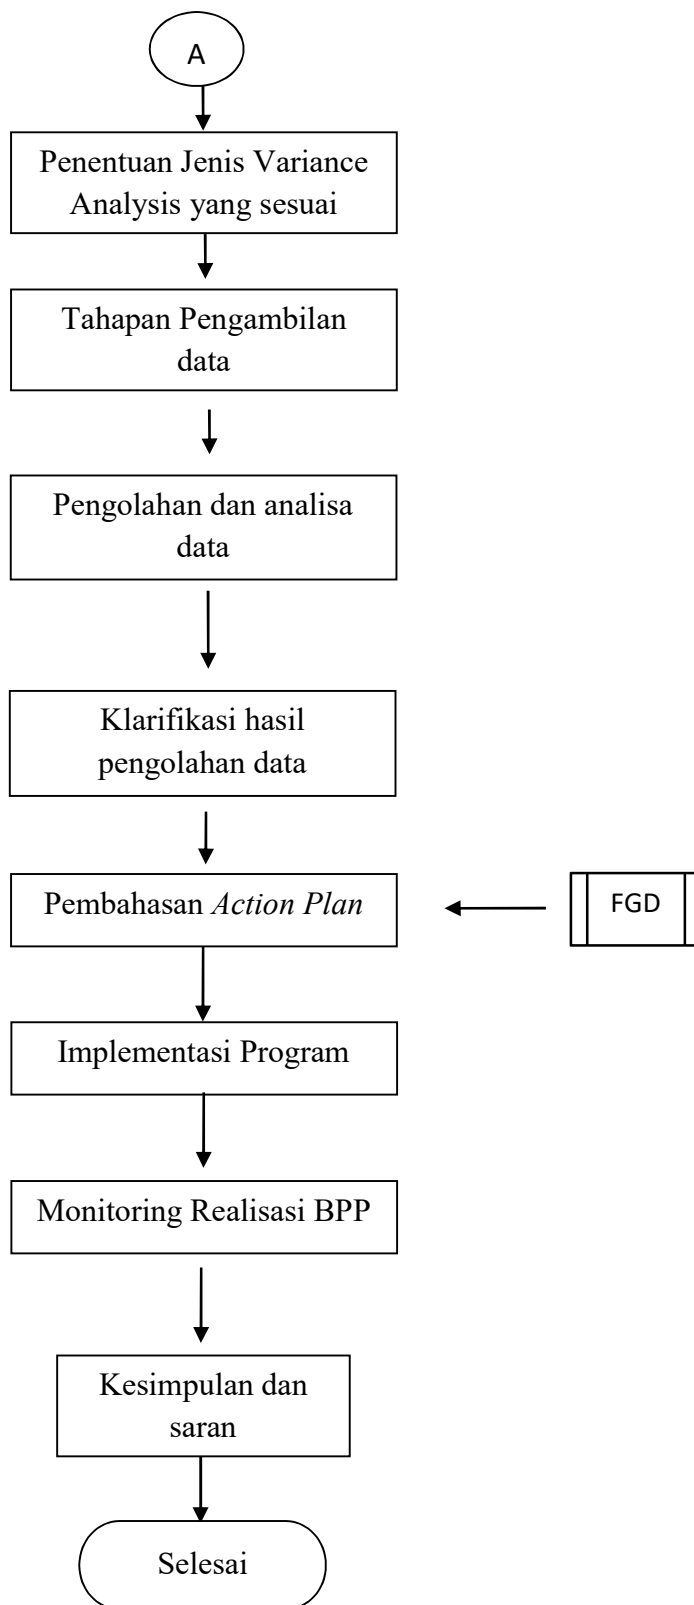 A
Penentuan Jenis Variance
Analysis yang sesuai
Tahapan Pengambilan
data
Pengolahan dan analisa
data
Klarifikasi hasil
pengolahan data
Pembahasan Action Plan
FGD
Implementasi Program
Monitoring Realisasi BPP
Kesimpulan dan
saran
Selesai